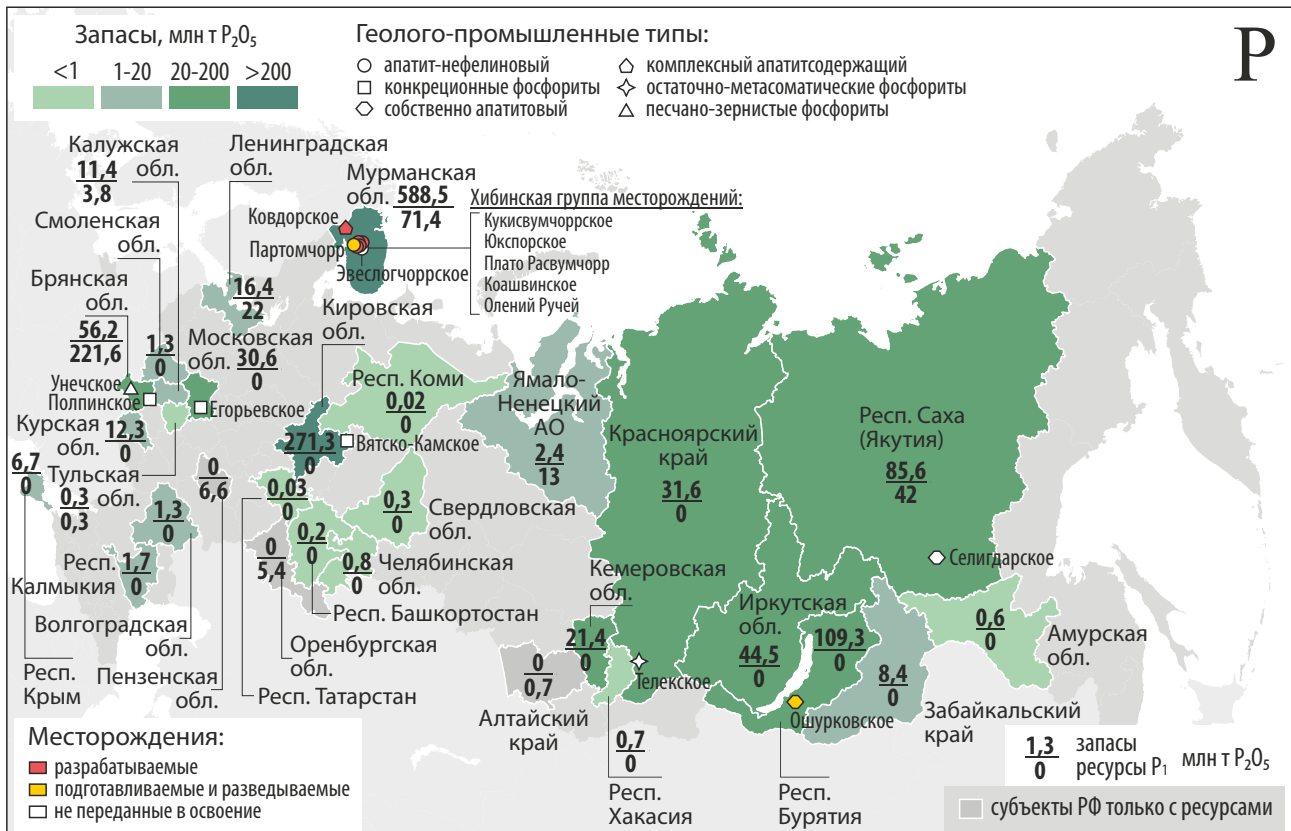 Запасы, млн т P₂O₅
<1 1-20 20-200 >200
Геолого-промышленные типы:
апатит-нефелиновый
конкреционные фосфориты
собственно апатитовый
комплексный апатитсодержащий
остаточно-метасоматические фосфориты
песчано-зернистые фосфориты
P
Калужская
обл.
11,4
3,8
Ленинградская
обл.
16,4
22
Мурманская
обл. 588,5
71,4
Хибинская группа месторождений:
Кукисвумчоррское
Юкспорское
Плато Расвумчорр
Коашвинское
Олений Ручей
Ковдорское
Партомчорр
Эвеслогчоррское
Смоленская
обл.
1,3
0
Брянская
обл.
56,2
221,6
Московская
обл. 30,6
0
Кировская
обл.
271,3
0
Унечское
Полпинское
Егорьевское
Вятско-Камское
Курская
обл. 12,3
0
Тульская
обл.
0,3
0,3
6,7
0
Респ.
Крым
0
6,6
Пензенская
обл.
1,3
0
Волгоградская
обл.
Респ.
Калмыкия
1,7
0
Респ. Коми
0,02
0
Ямало-
Ненецкий
АО
2,4
13
0,03
0
Респ. Татарстан
0,3
0
Свердловская
обл.
0,2
0
Респ. Башкортостан
0,8
0
Челябинская
обл.
0
5,4
Оренбургская
обл.
Красноярский
край
31,6
0
Респ. Саха
(Якутия)
85,6
42
Селигдарское
Кемеровская
обл.
21,4
0
Телекское
0
0,7
Алтайский
край
0,7
0
Респ.
Хакасия
Иркутская
обл.
44,5
0
109,3
0
Ошурковское
Респ.
Бурятия
8,4
0
Забайкальский
край
0,6
0
Амурская
обл.
Месторождения:
разрабатываемые
подготавливаемые и разведываемые
не переданные в освоение
1,3 запасы
0 ресурсы P₁ млн т P₂O₅
субъекты РФ только с ресурсами